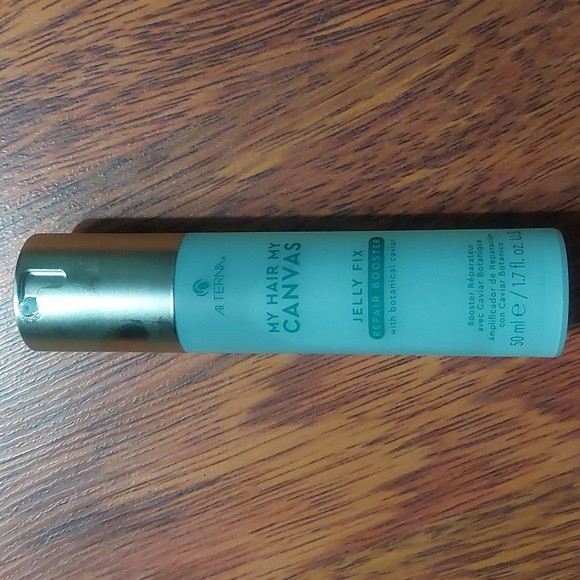 ALTERNA
MY HAIR MY
CANVAS
JELLY FIX
REPAIR BOOSTER
with botanical caviar
Booster Réparateur
avec Caviar Botanique
Amplificador de Reparación
con Caviar Botánico
50 ml e / 1.7 fl. oz. U.S.